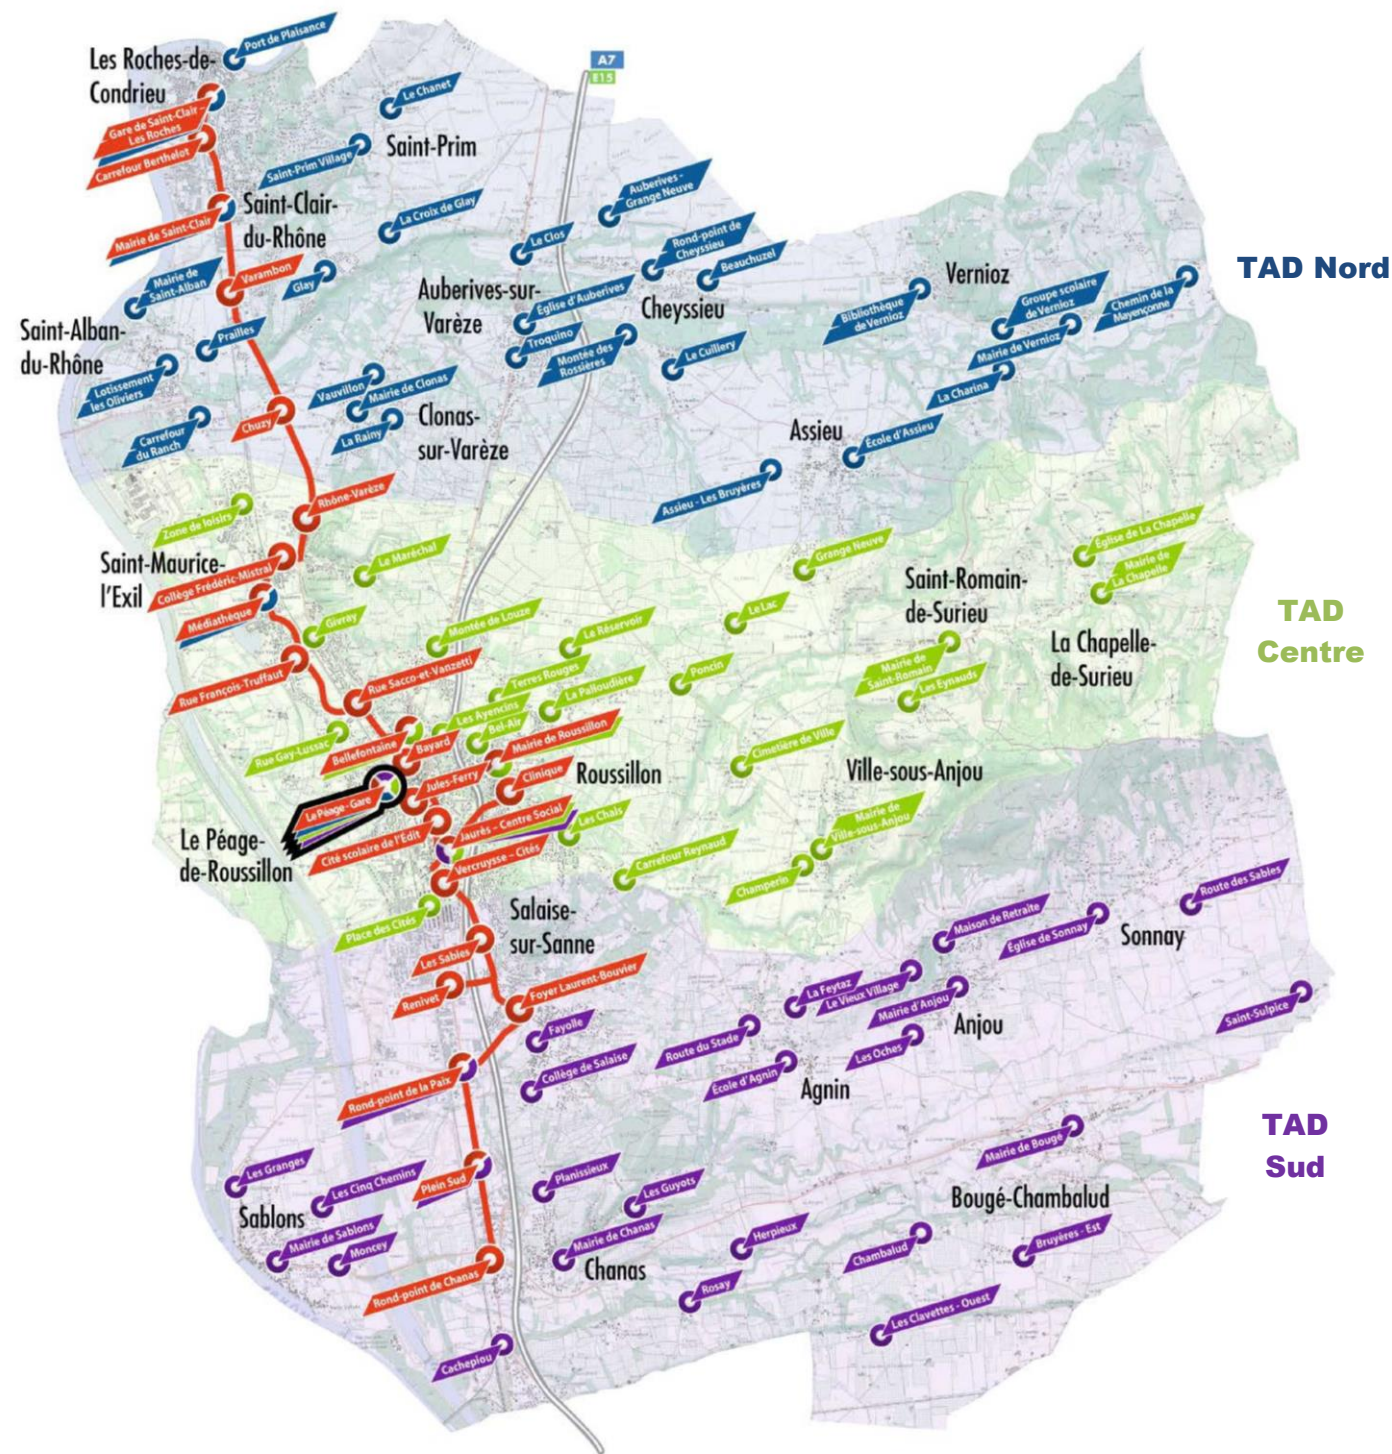 Port de Plaisance
Les Roches-de-
Condrieu
A7
E15
Le Chanet
Gare de Saint-Clair -
Les Roches
Carrefour Berthelot
Saint-Prim
Saint-Prim Village
Auberives -
Grange Neuve
Saint-Clair-
du-Rhône
La Croix de Glay
Mairie de Saint-Clair
Le Clos
Rond-point de
Cheyssieu
Beauchuzel
TAD Nord
Mairie de
Saint-Alban
Varambon
Glay
Vernioz
Auberives-sur-
Varèze
Église d'Auberives
Cheyssieu
Bibliothèque
de Vernioz
Groupe scolaire
de Vernioz
Chemin de la
Mayençonne
Saint-Alban-
du-Rhône
Prailles
Troquino
Montée des
Rossières
Le Cuillery
Mairie de Vernioz
Lotissement
les Oliviers
Vauvillon
Mairie de Clonas
La Charina
Carrefour
du Ranch
Chuzy
La Rainy
Clonas-
sur-Varèze
Assieu
École d'Assieu
Assieu - Les Bruyères
Rhône-Varèze
Zone de loisirs
Saint-Maurice-
l'Exil
Collège Frédéric-Mistral
Le Maréchal
Grange Neuve
Église de La Chapelle
Mairie de
La Chapelle
Saint-Romain-
de-Surieu
Médiathèque
Givray
Montée de Louze
Le Réservoir
Le Lac
TAD
Centre
La Chapelle-
de-Surieu
Rue François-Truffaut
Rue Sacco-et-Vanzetti
Terres Rouges
La Palloudière
Poncin
Mairie de
Saint-Romain
Les Eynauds
Rue Gay-Lussac
Bellefontaine
Bayard
Les Ayencins
Bel-Air
Mairie de Roussillon
Cimetière de Ville
Le Péage - Gare
Jules-Ferry
Clinique
Roussillon
Ville-sous-Anjou
Le Péage-
de-Roussillon
Cité scolaire de l'Édit
Jaurès - Centre Social
Les Chals
Mairie de
Ville-sous-Anjou
Vercruysse - Cités
Carrefour Reynaud
Champerin
Place des Cités
Salaise-
sur-Sanne
Route des Sables
Maison de Retraite
Église de Sonnay
Sonnay
Les Sables
Renivet
Foyer Laurent-Bouvier
La Feytaz
Le Vieux Village
Mairie d'Anjou
Anjou
Saint-Sulpice
Fayolle
Route du Stade
Les Oches
Collège de Salaise
École d'Agnin
Agnin
Rond-point de la Paix
TAD
Sud
Mairie de Bougé
Les Granges
Les Cinq Chemins
Plein Sud
Planissieux
Les Guyots
Bougé-Chambalud
Sablons
Mairie de Sablons
Moncey
Mairie de Chanas
Chanas
Herpieux
Chambalud
Bruyères - Est
Rond-point de Chanas
Rosay
Les Clavettes - Ouest
Cachepiou